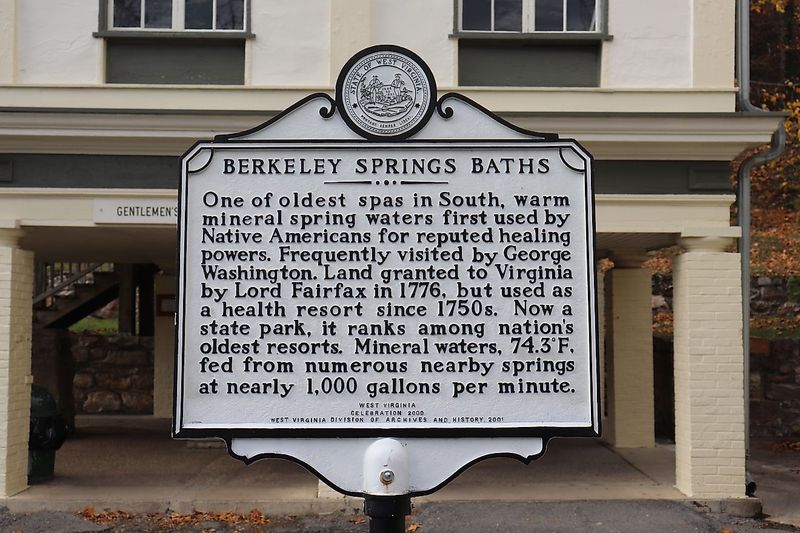 STATE OF WEST VIRGINIA
MONTANI SEMPER LIBERI
BERKELEY SPRINGS BATHS
GENTLEMEN'S
One of oldest spas in South, warm
mineral spring waters first used by
Native Americans for reputed healing
powers. Frequently visited by George
Washington. Land granted to Virginia
by Lord Fairfax in 1776, but used as
a health resort since 1750s. Now a
state park, it ranks among nation's
oldest resorts. Mineral waters, 74.3°F,
fed from numerous nearby springs
at nearly 1,000 gallons per minute.
WEST VIRGINIA
CELEBRATION 2000
WEST VIRGINIA DIVISION OF ARCHIVES AND HISTORY, 2001